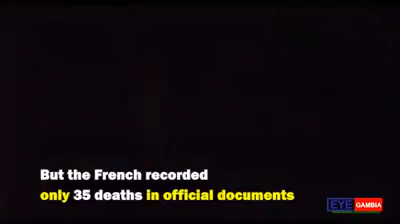 But the French recorded
only 35 deaths in official documents
EYE GAMBIA